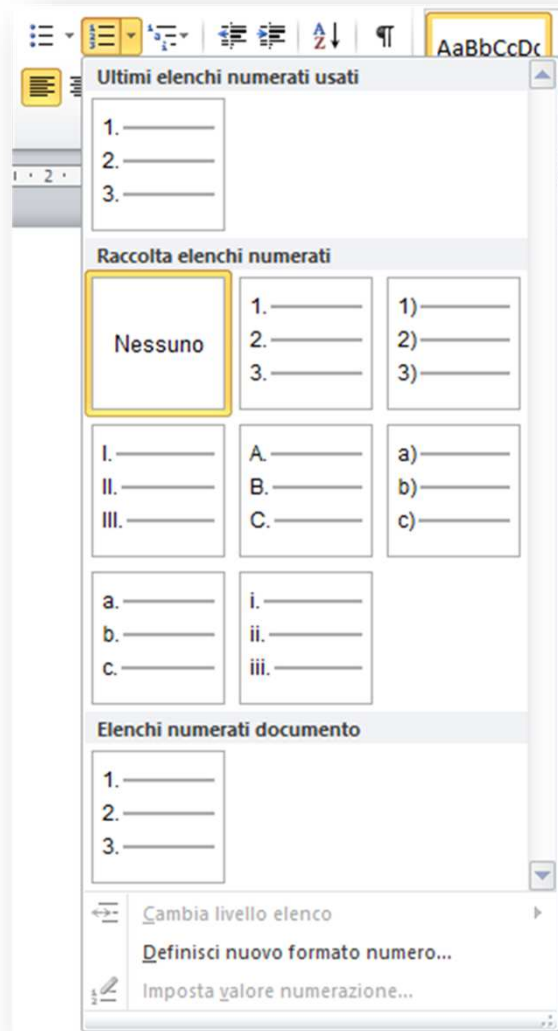 AaBbCcDc
· 2 ·
Ultimi elenchi numerati usati
1.
2.
3.
Raccolta elenchi numerati
Nessuno
1.
2.
3.
1)
2)
3)
I.
II.
III.
A.
B.
C.
a)
b)
c)
a.
b.
c.
i.
ii.
iii.
Elenchi numerati documento
1.
2.
3.
Cambia livello elenco
Definisci nuovo formato numero...
Imposta valore numerazione...